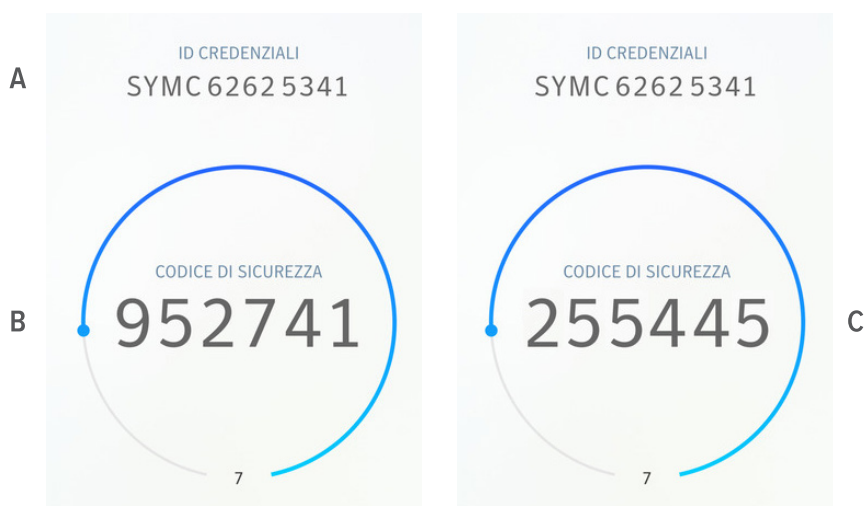 A
ID CREDENZIALI
SYMC 6262 5341
CODICE DI SICUREZZA
B
952741
7
ID CREDENZIALI
SYMC 6262 5341
CODICE DI SICUREZZA
255445
C
7